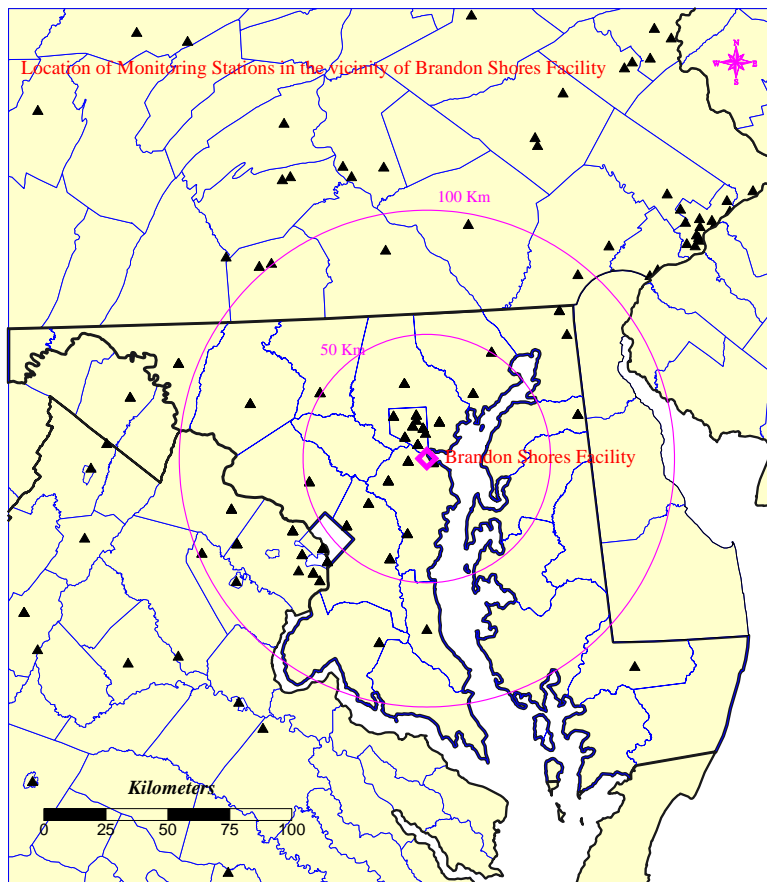 Location of Monitoring Stations in the vicinity of Brandon Shores Facility
N
W E
S
100 Km
50 Km
Brandon Shores Facility
Kilometers
0 25 50 75 100